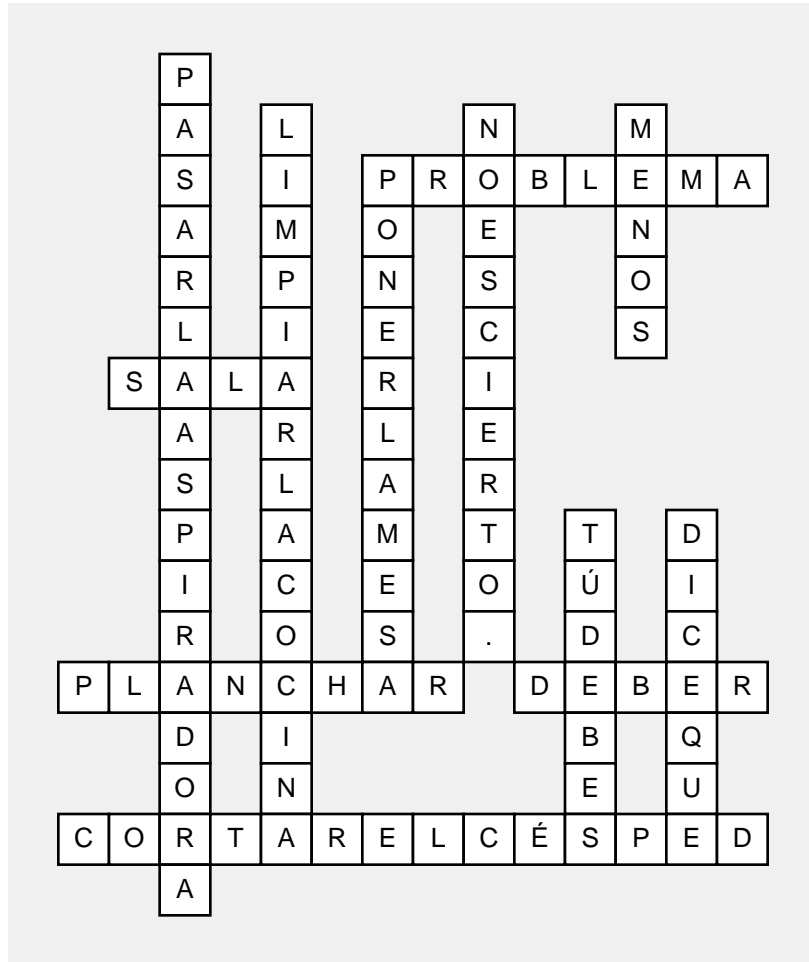 PASARLAASPIRADORA
LIMPIARLACOCINA
NOESCIERTO.
MENOS
PROBLEMA
PONERLAMESA
SALA
TÚDEBES
DICEQUE
PLANCHAR
DEBER
CORTARELCÉSPED